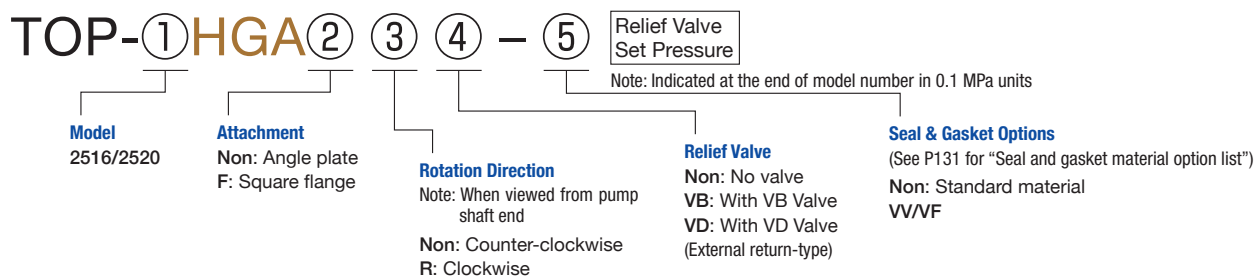 TOP-①HGA② ③ ④ – ⑤ Relief Valve
Set Pressure
Note: Indicated at the end of model number in 0.1 MPa units
Model
2516/2520
Attachment
Non: Angle plate
F: Square flange
Rotation Direction
Note: When viewed from pump
shaft end
Non: Counter-clockwise
R: Clockwise
Relief Valve
Non: No valve
VB: With VB Valve
VD: With VD Valve
(External return-type)
Seal & Gasket Options
(See P131 for “Seal and gasket material option list”)
Non: Standard material
VV/VF